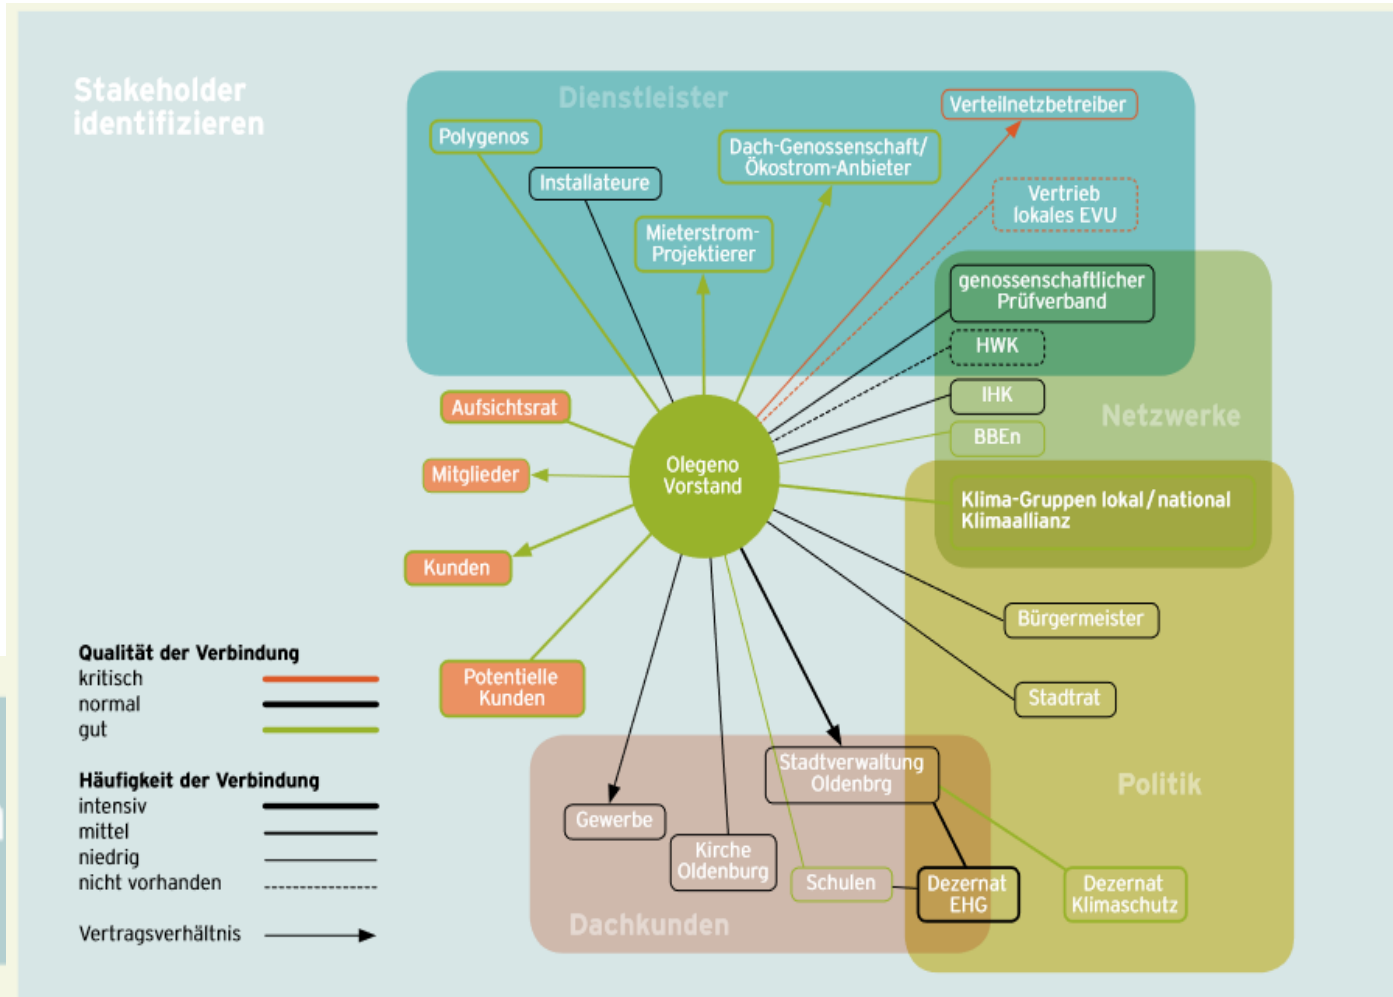 Stakeholder
identifizieren
Dienstleister
Verteilnetzbetreiber
Polygenos
Dach-Genossenschaft/
Ökostrom-Anbieter
Installateure
Vertrieb
lokales EVU
Mieterstrom-
Projektierer
genossenschaftlicher
Prüfverband
HWK
IHK
Netzwerke
BBEn
Aufsichtsrat
Mitglieder
Olegeno
Vorstand
Klima-Gruppen lokal/national
Klimaallianz
Kunden
Bürgermeister
Potentielle
Kunden
Stadtrat
Stadtverwaltung
Oldenbrg
Politik
Gewerbe
Kirche
Oldenburg
Schulen
Dezernat
EHG
Dezernat
Klimaschutz
Dachkunden
Qualität der Verbindung
kritisch
normal
gut
Häufigkeit der Verbindung
intensiv
mittel
niedrig
nicht vorhanden
Vertragsverhältnis